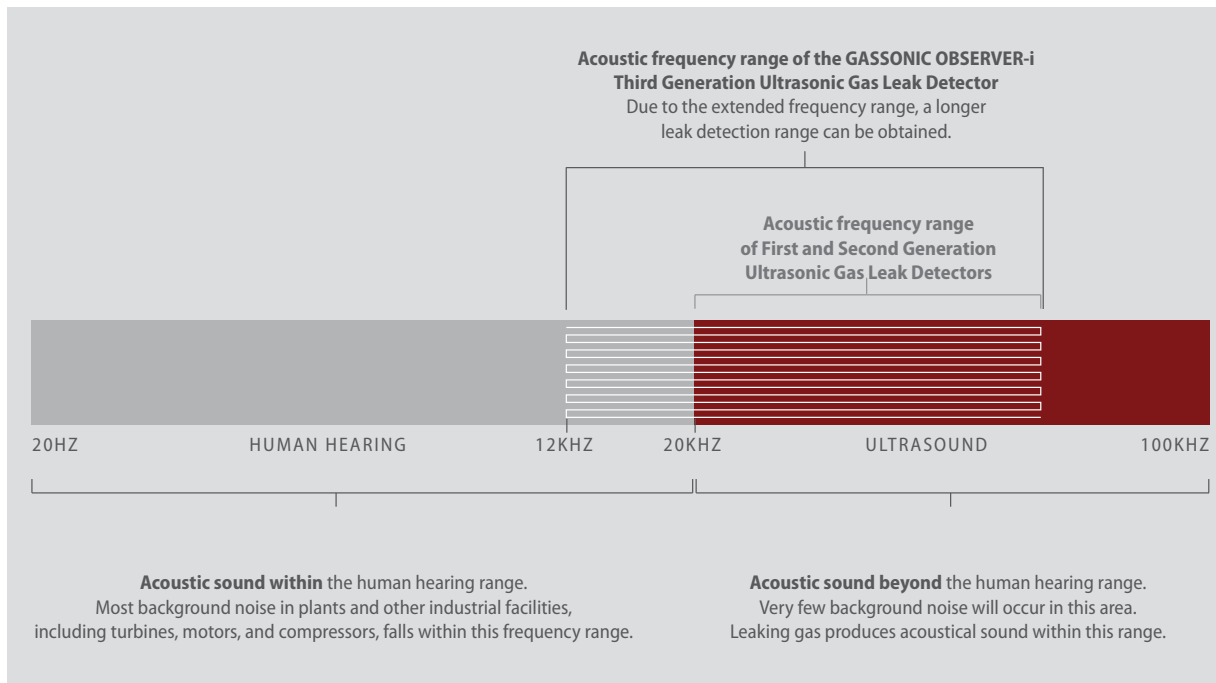 Acoustic frequency range of the GASSONIC OBSERVER-i
Third Generation Ultrasonic Gas Leak Detector
Due to the extended frequency range, a longer
leak detection range can be obtained.
Acoustic frequency range
of First and Second Generation
Ultrasonic Gas Leak Detectors
20HZ
HUMAN HEARING
12KHZ
20KHZ
ULTRASOUND
100KHZ
Acoustic sound within the human hearing range.
Most background noise in plants and other industrial facilities,
including turbines, motors, and compressors, falls within this frequency range.
Acoustic sound beyond the human hearing range.
Very few background noise will occur in this area.
Leaking gas produces acoustical sound within this range.